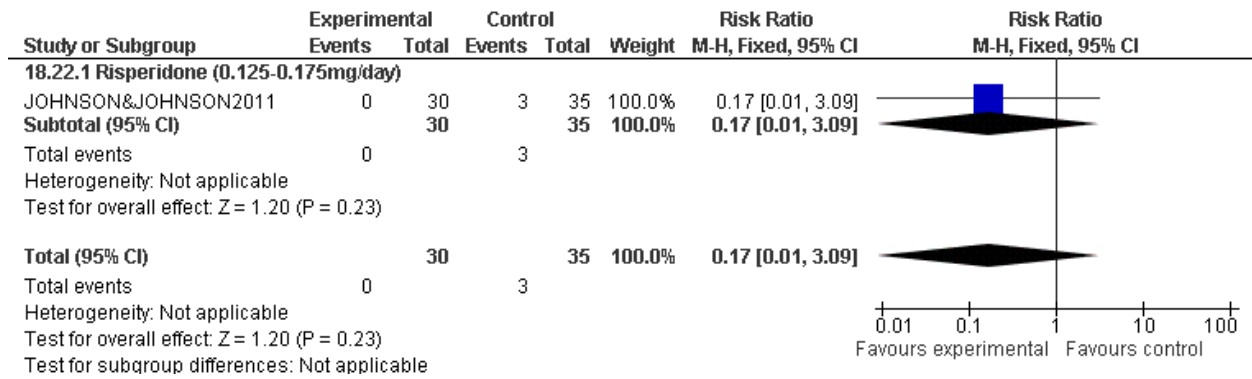 Experimental Control Risk Ratio Risk Ratio
Study or Subgroup Events Total Events Total Weight M-H, Fixed, 95% CI M-H, Fixed, 95% CI
18.22.1 Risperidone (0.125-0.175mg/day)
JOHNSON&JOHNSON2011 0 30 3 35 100.0% 0.17 [0.01, 3.09]
Subtotal (95% CI) 30 35 100.0% 0.17 [0.01, 3.09]
Total events 0 3
Heterogeneity: Not applicable
Test for overall effect: Z = 1.20 (P = 0.23)
Total (95% CI) 30 35 100.0% 0.17 [0.01, 3.09]
Total events 0 3
Heterogeneity: Not applicable
Test for overall effect: Z = 1.20 (P = 0.23)
Test for subgroup differences: Not applicable
0.01 0.1 1 10 100
Favours experimental Favours control